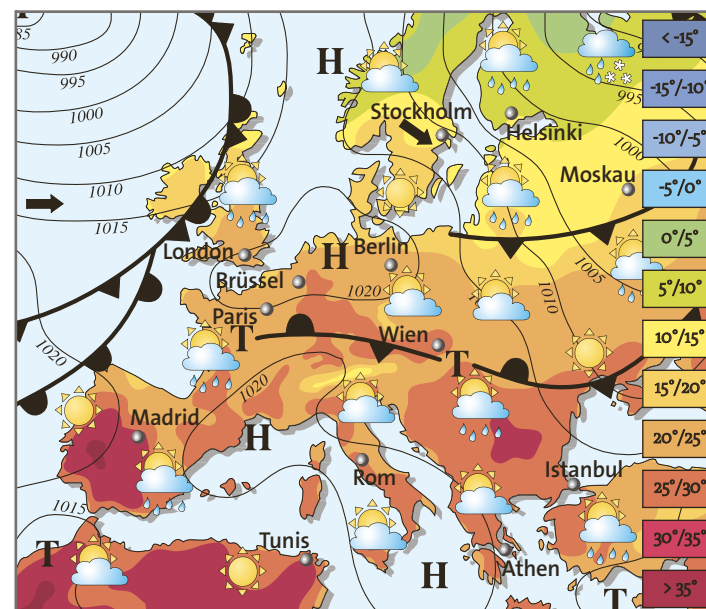 985
990
995
1000
1005
1010
1015
H
Stockholm
Helsinki
995
1000
Moskau
< -15°
-15°/-10°
-10°/-5°
-5°/0°
0°/5°
5°/10°
10°/15°
15°/20°
20°/25°
25°/30°
30°/35°
> 35°
London
H
Berlin
1005
Brüssel
1020
1010
Paris
T
Wien
T
1020
1020
Madrid
H
Rom
Istanbul
1015
T
Tunis
Athen
H
T